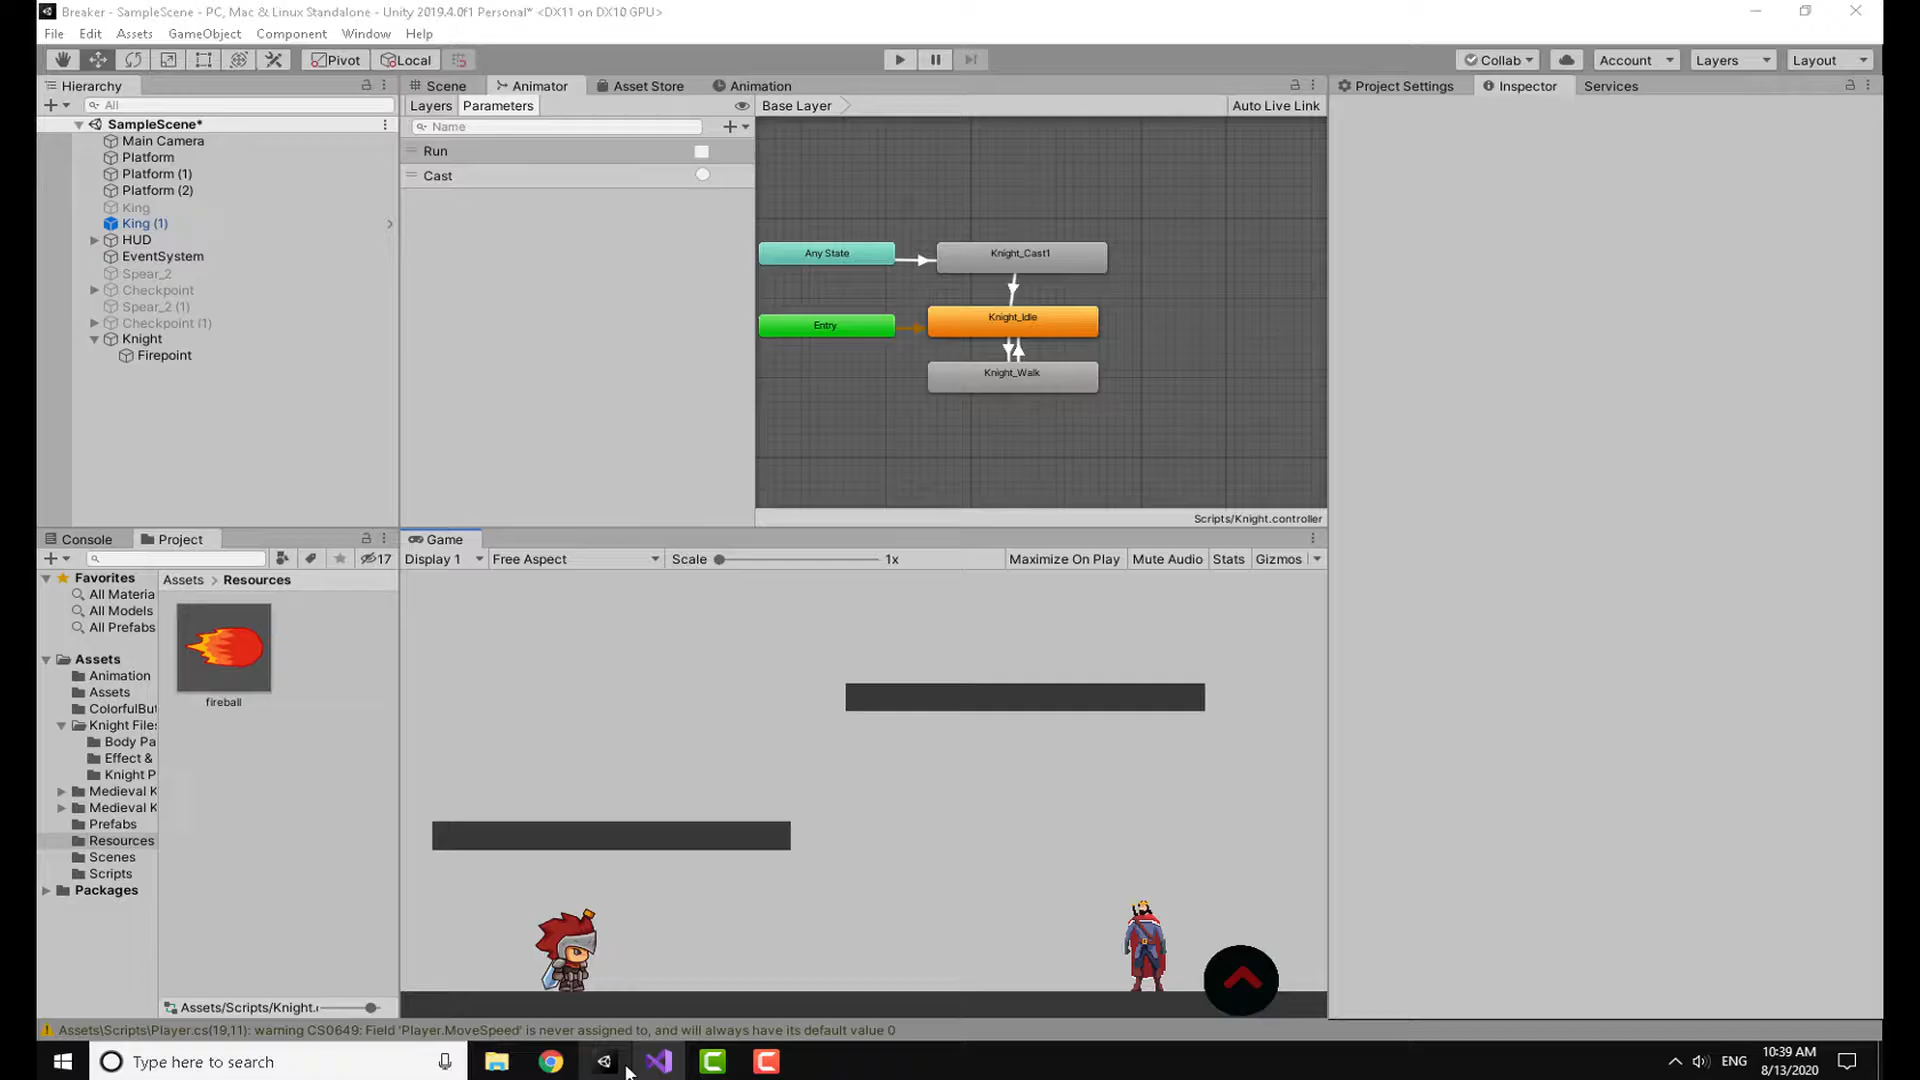 Breaker - SampleScene - PC, Mac & Linux Standalone - Unity 2019.4.0f1 Personal* <DX11 on DX10 GPU>
File Edit Assets GameObject Component Window Help
Pivot Local Collab Account Layers Layout
Hierarchy
All
SampleScene*
Main Camera
Platform
Platform (1)
Platform (2)
King
King (1)
HUD
EventSystem
Spear_2
Checkpoint
Spear_2 (1)
Checkpoint (1)
Knight
Firepoint
Scene Animator Asset Store Animation
Layers Parameters Base Layer Auto Live Link
Name
Run
Cast
Any State
Knight_Cast1
Entry
Knight_Idle
Knight_Walk
Scripts/Knight.controller
Project Settings Inspector Services
Console Project
17
Favorites
All Materia
All Models
All Prefabs
Assets
Animation
Assets
ColorfulBut
Knight Files
Body Pa
Effect &
Knight P
Medieval K
Medieval K
Prefabs
Resources
Scenes
Scripts
Packages
Assets > Resources
fireball
Assets/Scripts/Knight.
Game
Display 1 Free Aspect Scale 1x Maximize On Play Mute Audio Stats Gizmos
Assets\Scripts\Player.cs(19,11): warning CS0649: Field 'Player.MoveSpeed' is never assigned to, and will always have its default value 0
Type here to search
ENG
10:39 AM
8/13/2020